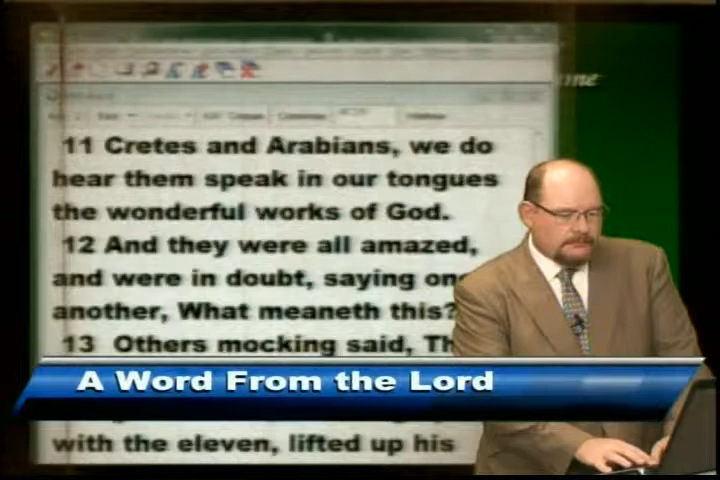 11 Cretes and Arabians, we do
hear them speak in our tongues
the wonderful works of God.
12 And they were all amazed,
and were in doubt, saying one
another, What meaneth this?
13 Others mocking said,
A Word From the Lord
with the eleven, lifted up his